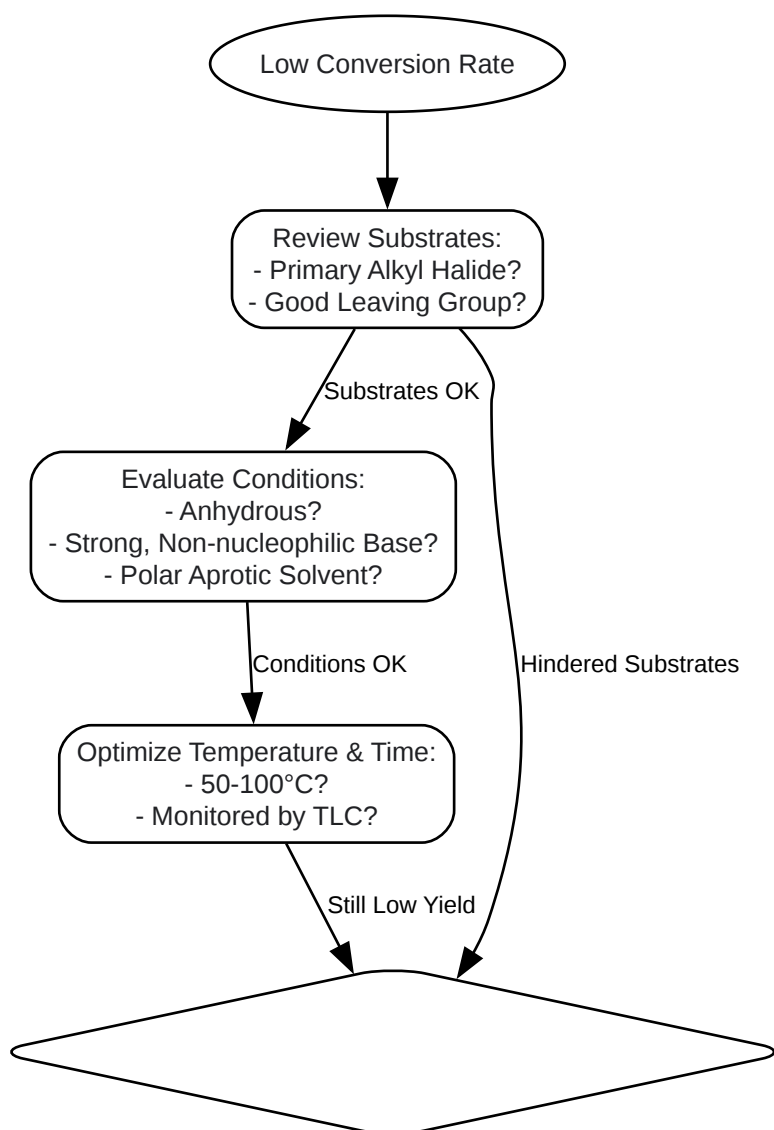 Low Conversion Rate
Review Substrates:
- Primary Alkyl Halide?
- Good Leaving Group?
Substrates OK
Evaluate Conditions:
- Anhydrous?
- Strong, Non-nucleophilic Base?
- Polar Aprotic Solvent?
Conditions OK
Hindered Substrates
Optimize Temperature & Time:
- 50-100°C?
- Monitored by TLC?
Still Low Yield